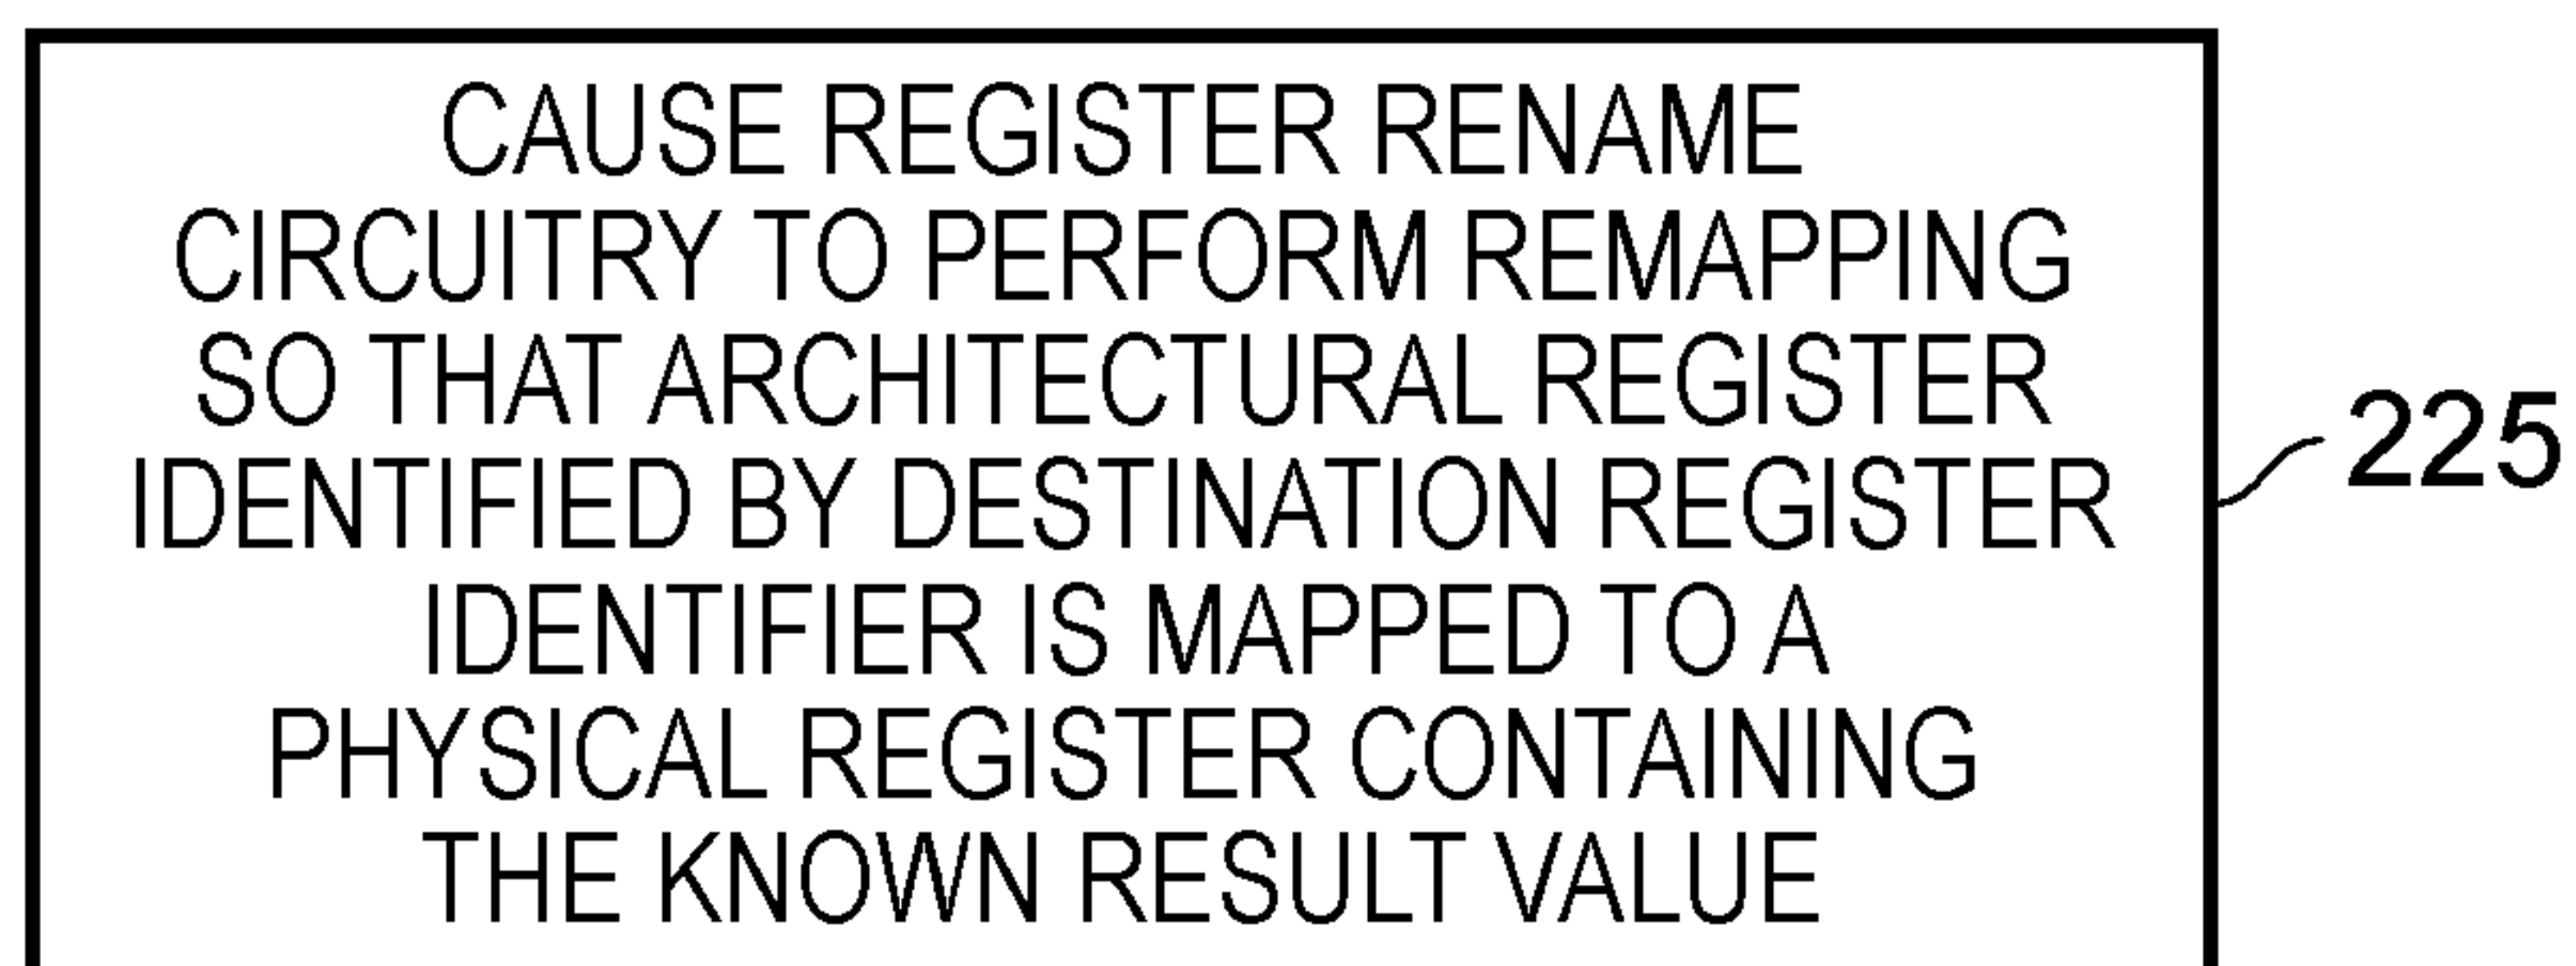 CAUSE REGISTER RENAME
CIRCUITRY TO PERFORM REMAPPING
SO THAT ARCHITECTURAL REGISTER
IDENTIFIED BY DESTINATION REGISTER
IDENTIFIER IS MAPPED TO A
PHYSICAL REGISTER CONTAINING
THE KNOWN RESULT VALUE
225